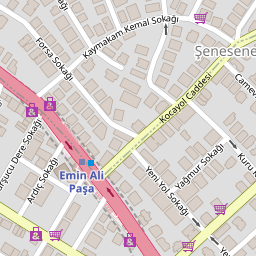 Kaymakam Kemal Sokağı
Forsa Sokağı
Şenesene
Kocayol Caddesi
Emin Ali
Paşa
Ardıç Sokağı
Yeni Yol Sokağı
Yağmur Sokağı
Kuru K
Dere Sokağı